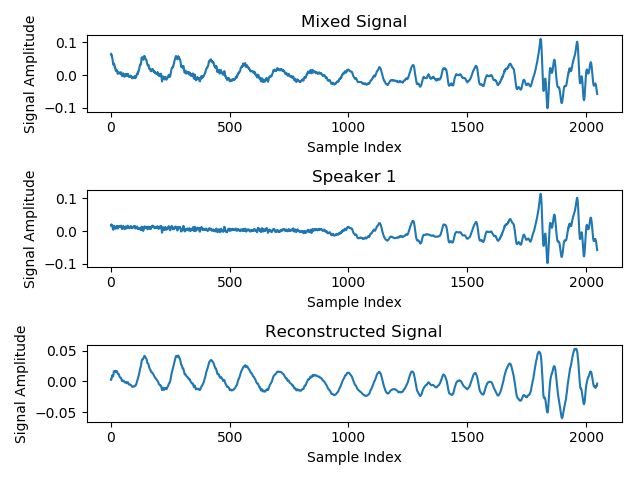 Mixed Signal
Signal Amplitude
0.1
0.0
−0.1
0 500 1000 1500 2000
Sample Index
Speaker 1
Signal Amplitude
0.1
0.0
−0.1
0 500 1000 1500 2000
Sample Index
Reconstructed Signal
Signal Amplitude
0.05
0.00
−0.05
0 500 1000 1500 2000
Sample Index